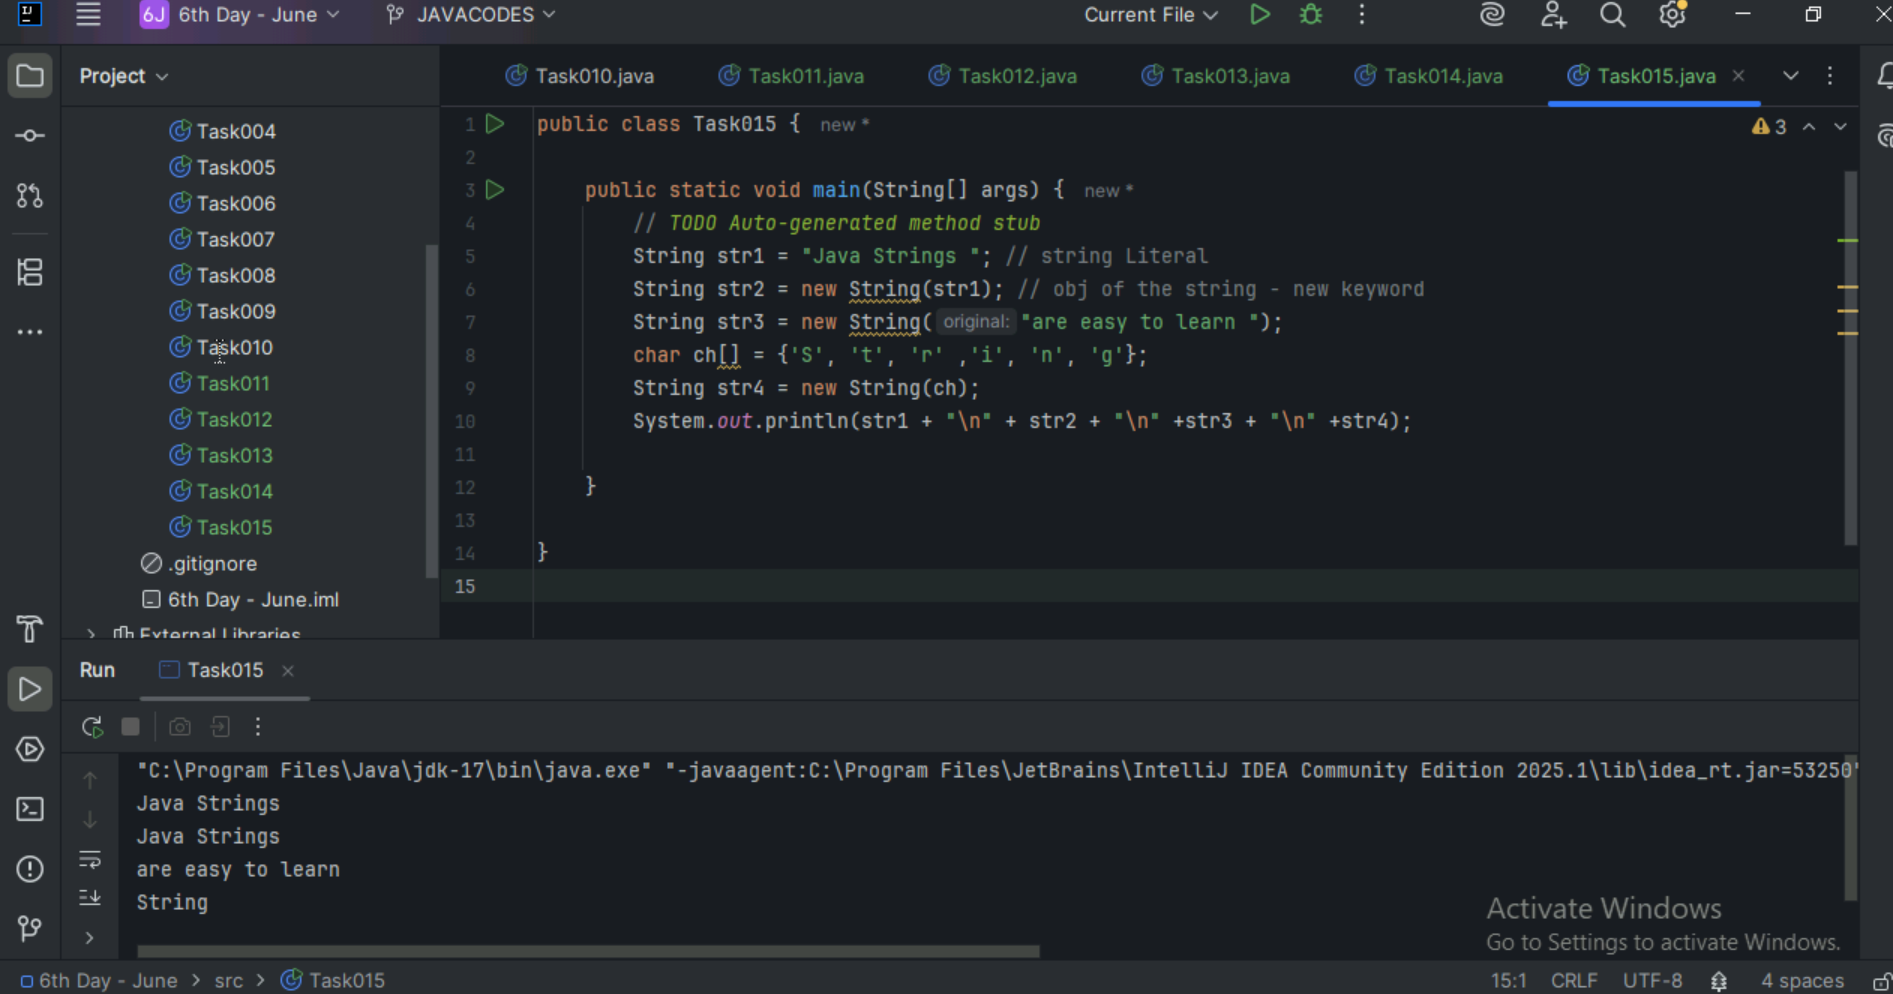 6J 6th Day - June JAVACODES Current File
Project
Task010.java Task011.java Task012.java Task013.java Task014.java Task015.java
Task004
Task005
Task006
Task007
Task008
Task009
Task010
Task011
Task012
Task013
Task014
Task015
.gitignore
6th Day - June.iml
External Libraries
3
1 public class Task015 { new *
2
3 public static void main(String[] args) { new *
4 // TODO Auto-generated method stub
5 String str1 = "Java Strings "; // string Literal
6 String str2 = new String(str1); // obj of the string - new keyword
7 String str3 = new String( original: "are easy to learn ");
8 char ch[] = {'S', 't', 'r' ,'i', 'n', 'g'};
9 String str4 = new String(ch);
10 System.out.println(str1 + "\n" + str2 + "\n" +str3 + "\n" +str4);
11
12 }
13
14 }
15
Run Task015
"C:\Program Files\Java\jdk-17\bin\java.exe" "-javaagent:C:\Program Files\JetBrains\IntelliJ IDEA Community Edition 2025.1\lib\idea_rt.jar=53250"
Java Strings
Java Strings
are easy to learn
String
Activate Windows
Go to Settings to activate Windows.
6th Day - June > src > Task015 15:1 CRLF UTF-8 4 spaces